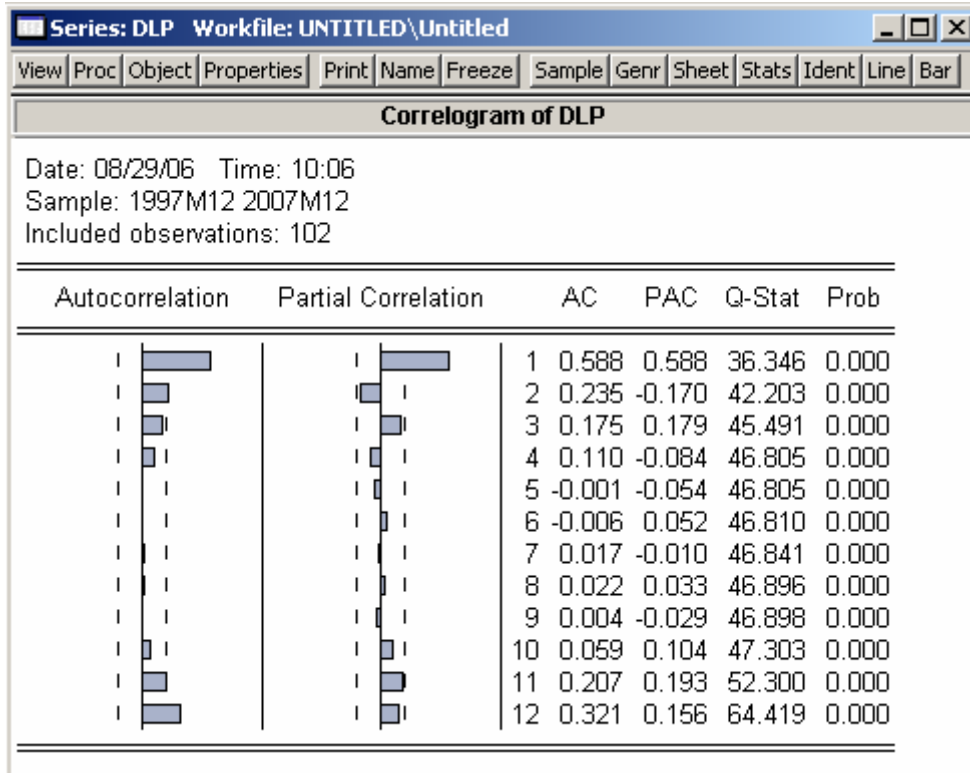 Series: DLP Workfile: UNTITLED\Untitled
View Proc Object Properties Print Name Freeze Sample Genr Sheet Stats Ident Line Bar
Correlogram of DLP
Date: 08/29/06 Time: 10:06
Sample: 1997M12 2007M12
Included observations: 102
Autocorrelation Partial Correlation AC PAC Q-Stat Prob
1 0.588 0.588 36.346 0.000
2 0.235 -0.170 42.203 0.000
3 0.175 0.179 45.491 0.000
4 0.110 -0.084 46.805 0.000
5 -0.001 -0.054 46.805 0.000
6 -0.006 0.052 46.810 0.000
7 0.017 -0.010 46.841 0.000
8 0.022 0.033 46.896 0.000
9 0.004 -0.029 46.898 0.000
10 0.059 0.104 47.303 0.000
11 0.207 0.193 52.300 0.000
12 0.321 0.156 64.419 0.000